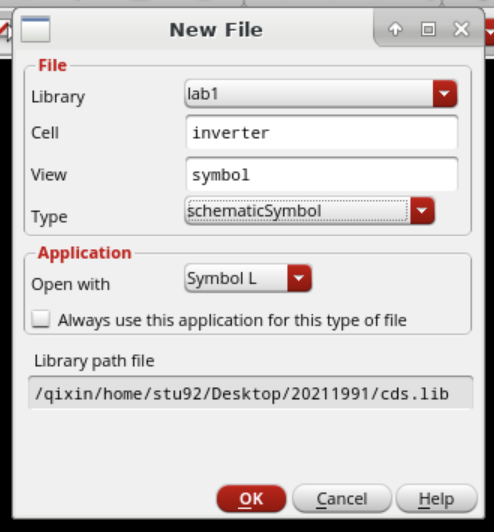 New File
File
Library lab1
Cell inverter
View symbol
Type schematicSymbol
Application
Open with Symbol L
Always use this application for this type of file
Library path file
/qixin/home/stu92/Desktop/20211991/cds.lib
OK Cancel Help